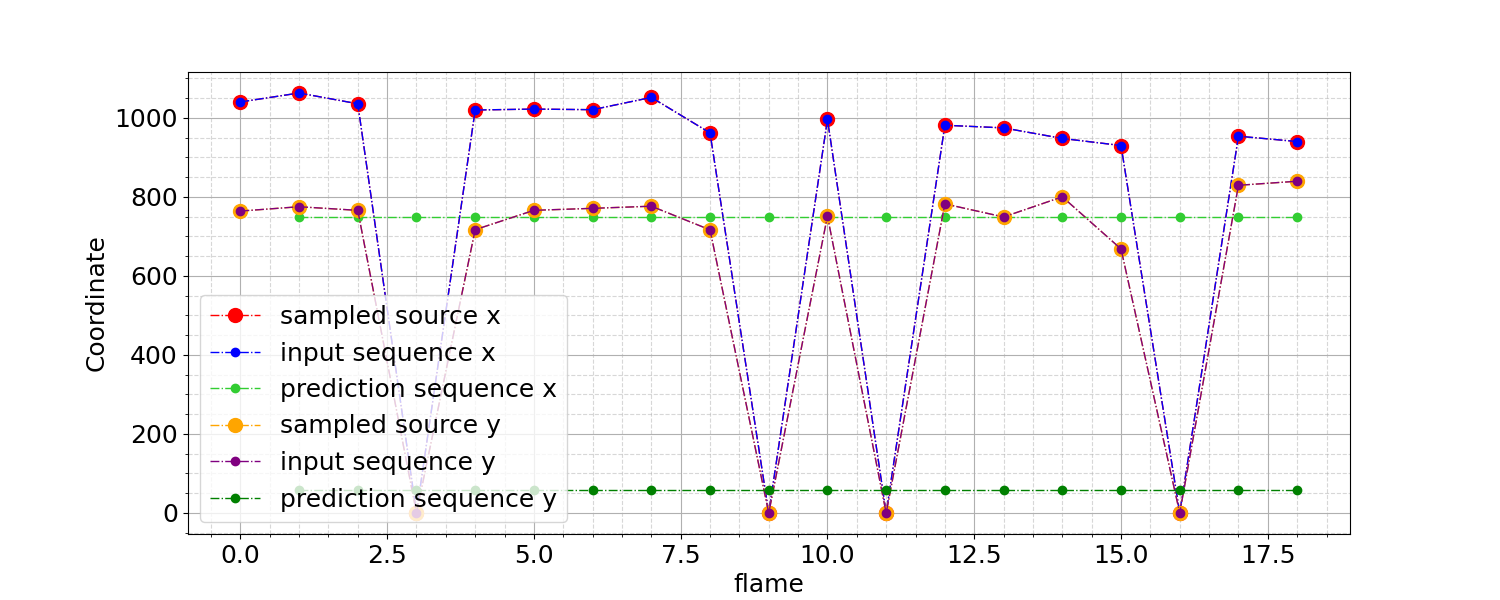 1000
800
600
400
200
0
Coordinate
sampled source x
input sequence x
prediction sequence x
sampled source y
input sequence y
prediction sequence y
0.0 2.5 5.0 7.5 10.0 12.5 15.0 17.5
flame